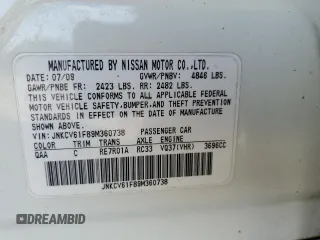 MANUFACTURED BY NISSAN MOTOR CO.,LTD.
DATE: 07/09 GVWR/PNBV: 4846 LBS.
GAWR/PNBE FR: 2423 LBS. RR: 2482 LBS.
THIS VEHICLE CONFORMS TO ALL APPLICABLE FEDERAL
MOTOR VEHICLE SAFETY,BUMPER,AND THEFT PREVENTION
STANDARDS IN EFFECT ON THE DATE OF MANUFACTURE
SHOWN ABOVE.
VIN: JNKCV61F89M360738 PASSENGER CAR
COLOR TRIM TRANS AXLE ENGINE
QAA C RE7R01A RC33 VQ37(VHR) 3696CC
JNKCV61F89M360738
DREAMBID
DREAMBID.COM